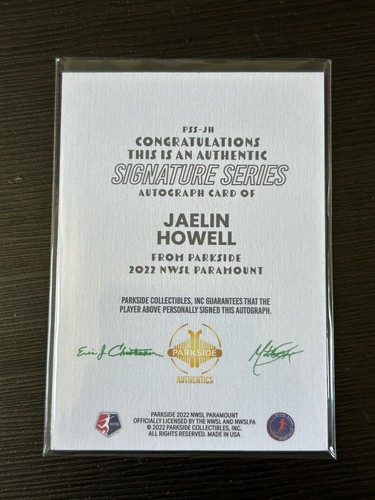 PSS-JH
CONGRATULATIONS
THIS IS AN AUTHENTIC
SIGNATURE SERIES
AUTOGRAPH CARD OF
JAELIN
HOWELL
FROM PARKSIDE
2022 NWSL PARAMOUNT
PARKSIDE COLLECTIBLES, INC GUARANTEES THAT THE
PLAYER ABOVE PERSONALLY SIGNED THIS AUTOGRAPH.
PARKSIDE
AUTHENTICS
PARKSIDE 2022 NWSL PARAMOUNT
OFFICIALLY LICENSED BY THE NWSL AND NWSLPA
© 2022 PARKSIDE COLLECTIBLES, INC.
ALL RIGHTS RESERVED. MADE IN USA